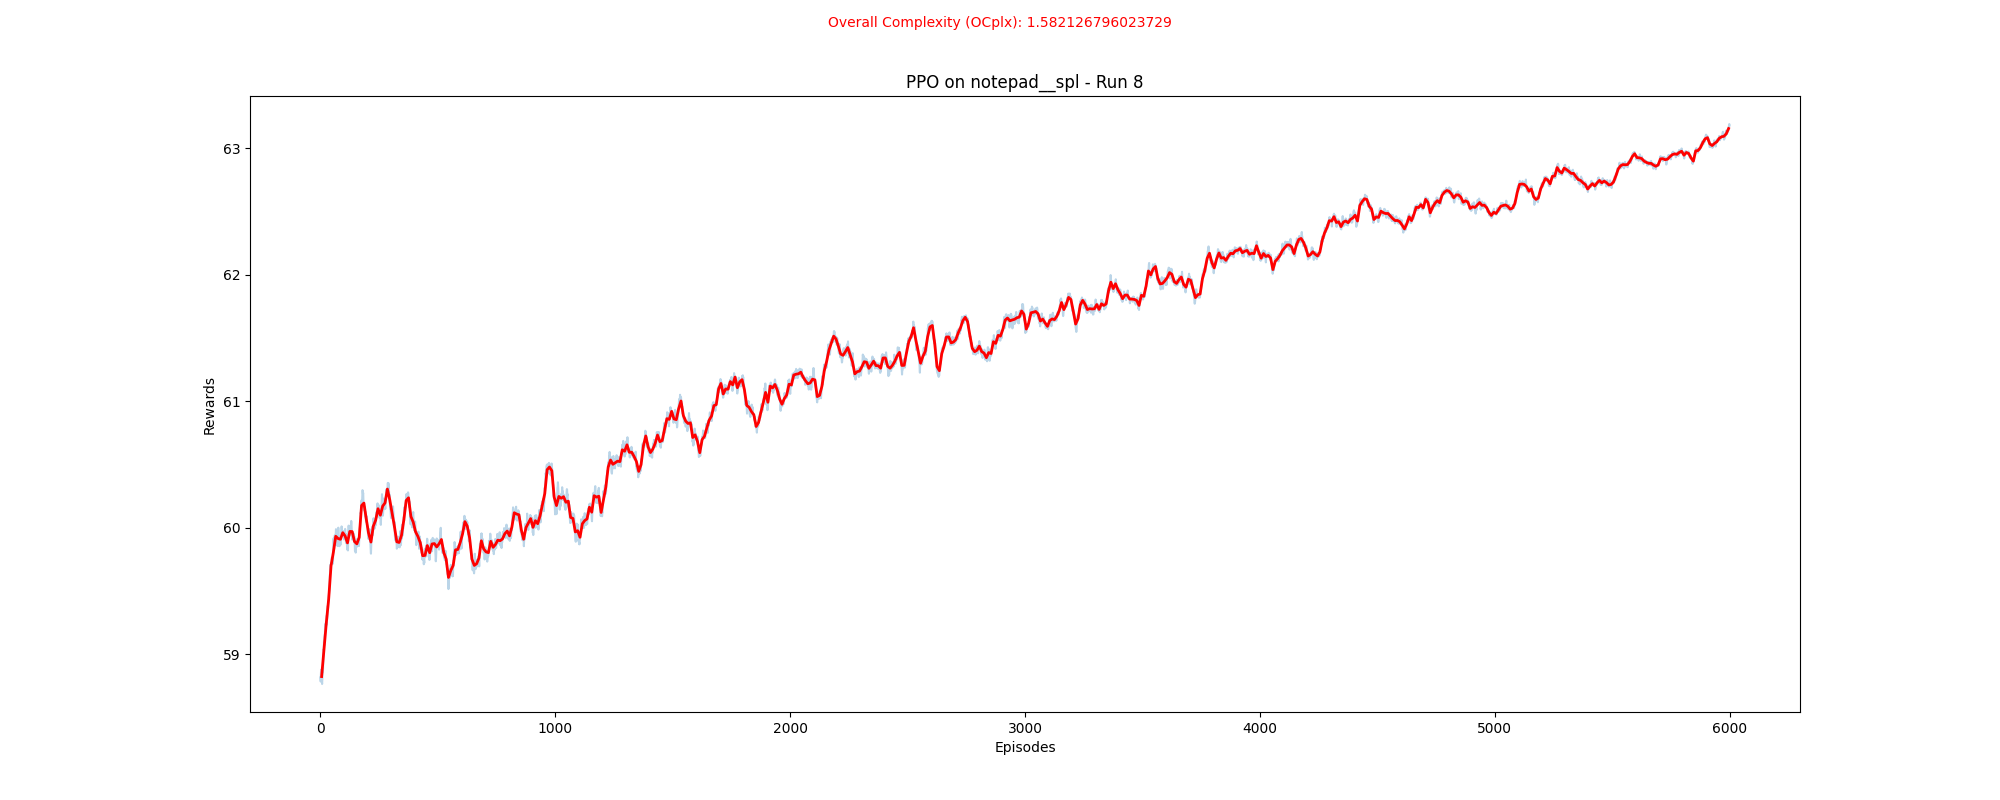 Overall Complexity (OCplx): 1.582126796023729
PPO on notepad__spl - Run 8
63
62
61
60
59
Rewards
0 1000 2000 3000 4000 5000 6000
Episodes